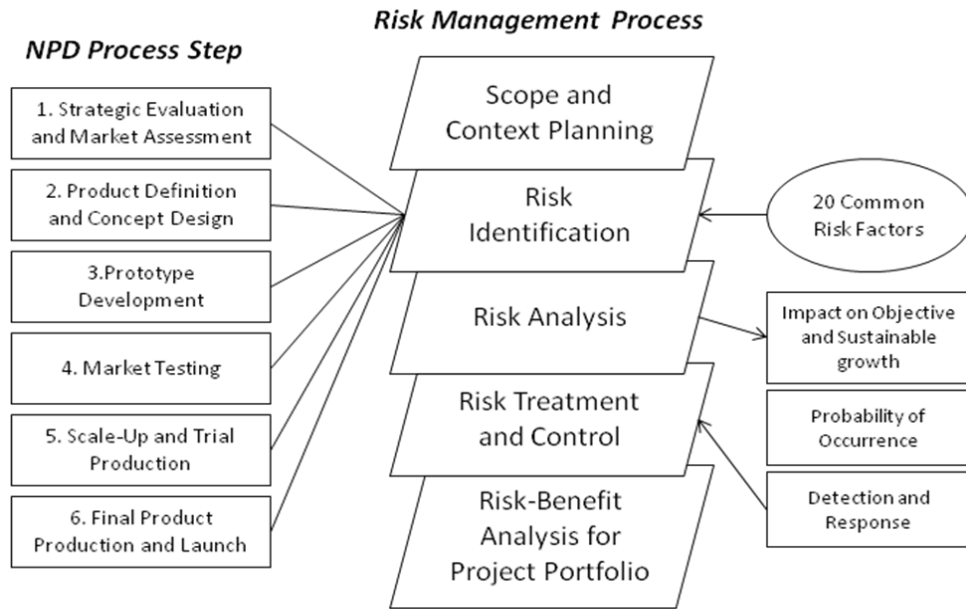 NPD Process Step
1. Strategic Evaluation
and Market Assessment
2. Product Definition
and Concept Design
3.Prototype
Development
4. Market Testing
5. Scale-Up and Trial
Production
6. Final Product
Production and Launch
Risk Management Process
Scope and
Context Planning
Risk
Identification
Risk Analysis
Risk Treatment
and Control
Risk-Benefit
Analysis for
Project Portfolio
20 Common
Risk Factors
Impact on Objective
and Sustainable
growth
Probability of
Occurrence
Detection and
Response